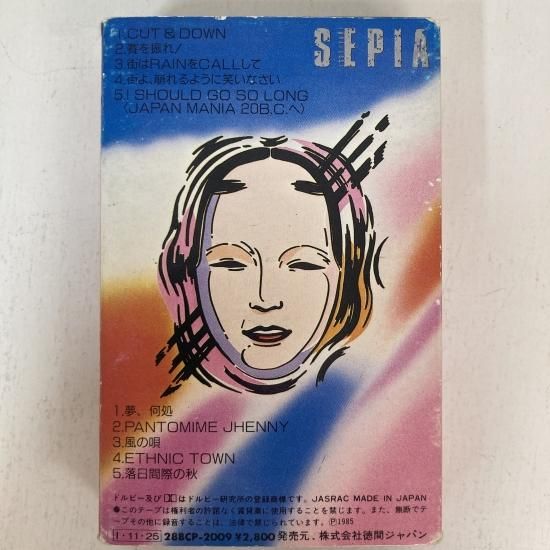 SEPIA
1.CUT & DOWN
2.賽を振れ!
3.街はRAINをCALLして
4.街よ、崩れるように笑いなさい
5.I SHOULD GO SO LONG
(JAPAN MANIA 20B.C.へ)
1.夢、何処
2.PANTOMIME JHENNY
3.風の唄
4.ETHNIC TOWN
5.落日間際の秋
ドルビー及びはドルビー研究所の登録商標です。JASRAC MADE IN JAPAN
●このテープは権利者の許諾なく賃貸業に使用することを禁じます。また、無断でテ
ープその他に録音することは、法律で禁じられています。Ⓟ1985
I・11・25 28BCP-2009 ¥2,800 発売元.株式会社徳間ジャパン